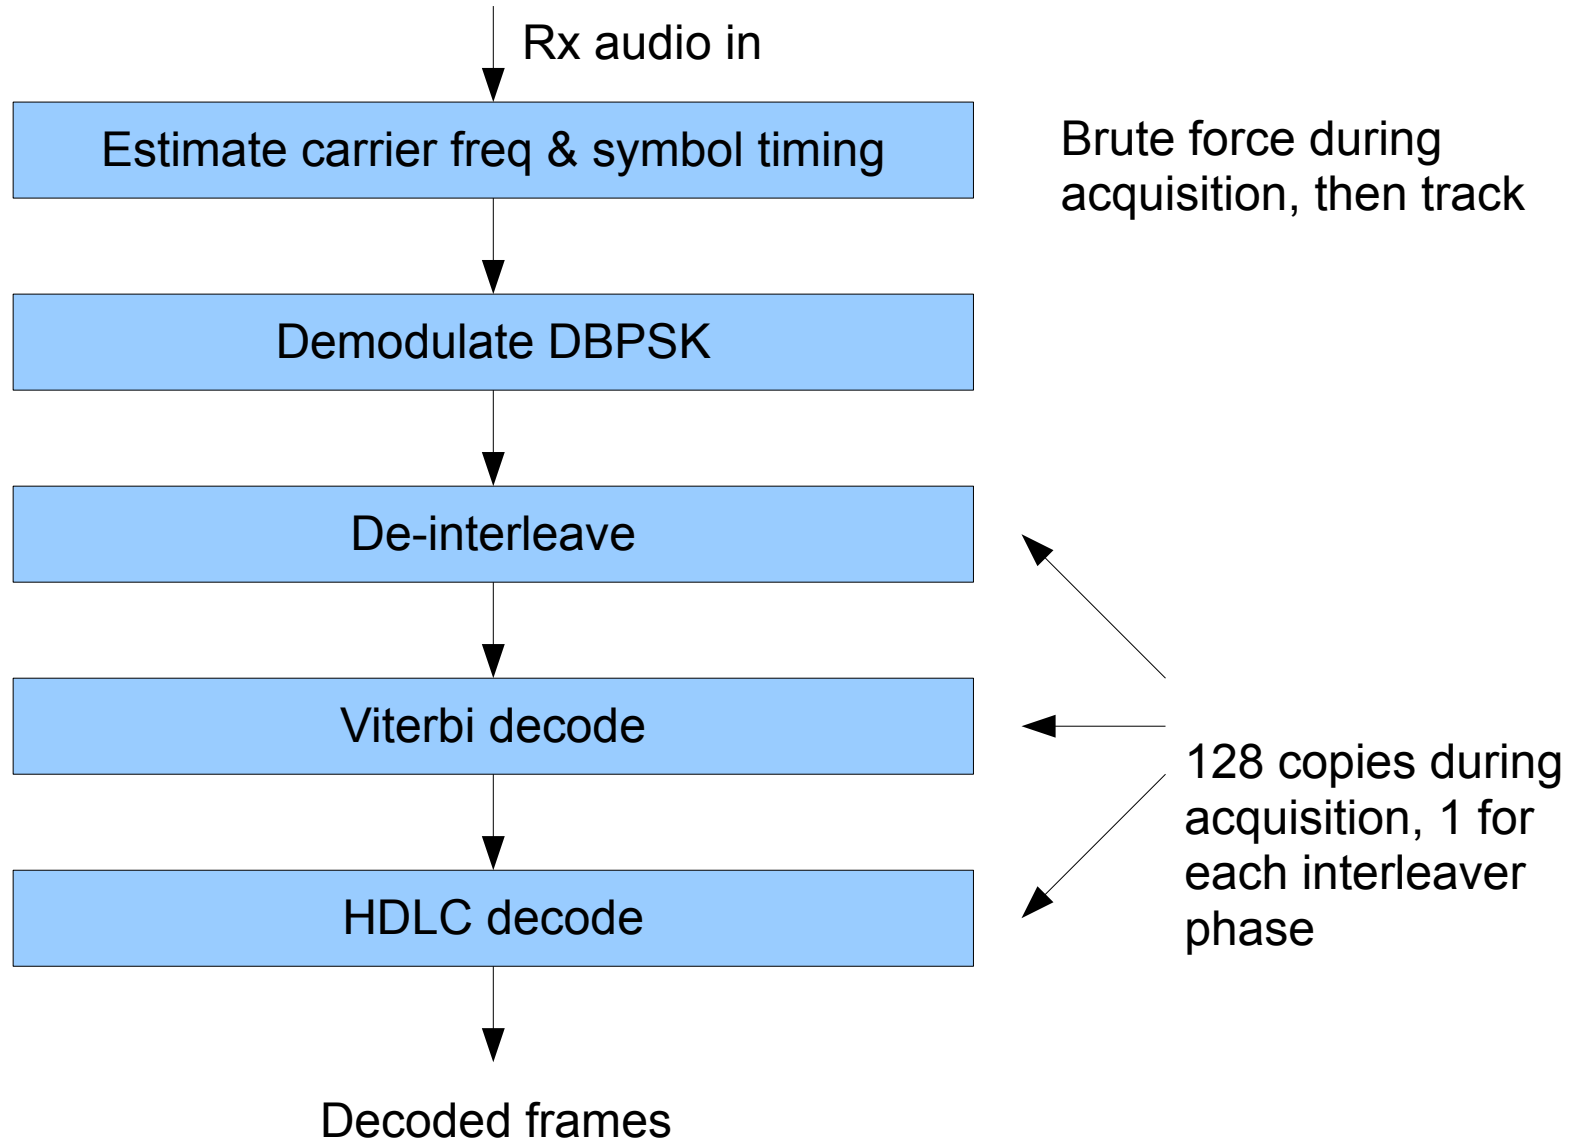 Rx audio in
Estimate carrier freq & symbol timing
Brute force during
acquisition, then track
Demodulate DBPSK
De-interleave
Viterbi decode
128 copies during
acquisition, 1 for
each interleaver
phase
HDLC decode
Decoded frames